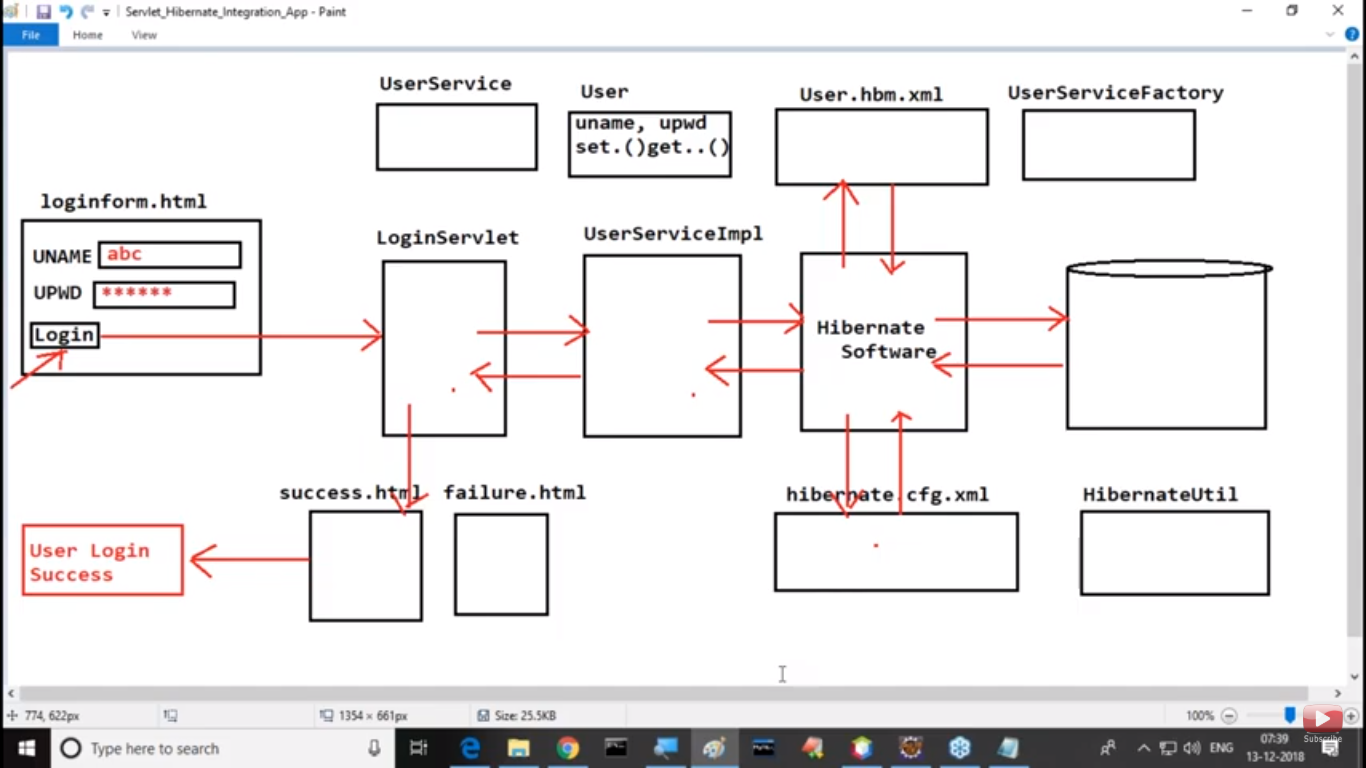 Servlet_Hibernate_Integration_App - Paint
File Home View
UserService
User
User.hbm.xml
UserServiceFactory
uname, upwd
set.()get..()
loginform.html
UNAME abc
UPWD ******
Login
LoginServlet
UserServiceImpl
Hibernate
Software
success.html
failure.html
hibernate.cfg.xml
HibernateUtil
User Login
Success
774, 622px
1354 × 661px
Size: 25.5KB
100%
Subscribe
Type here to search
ENG
07:39
13-12-2018